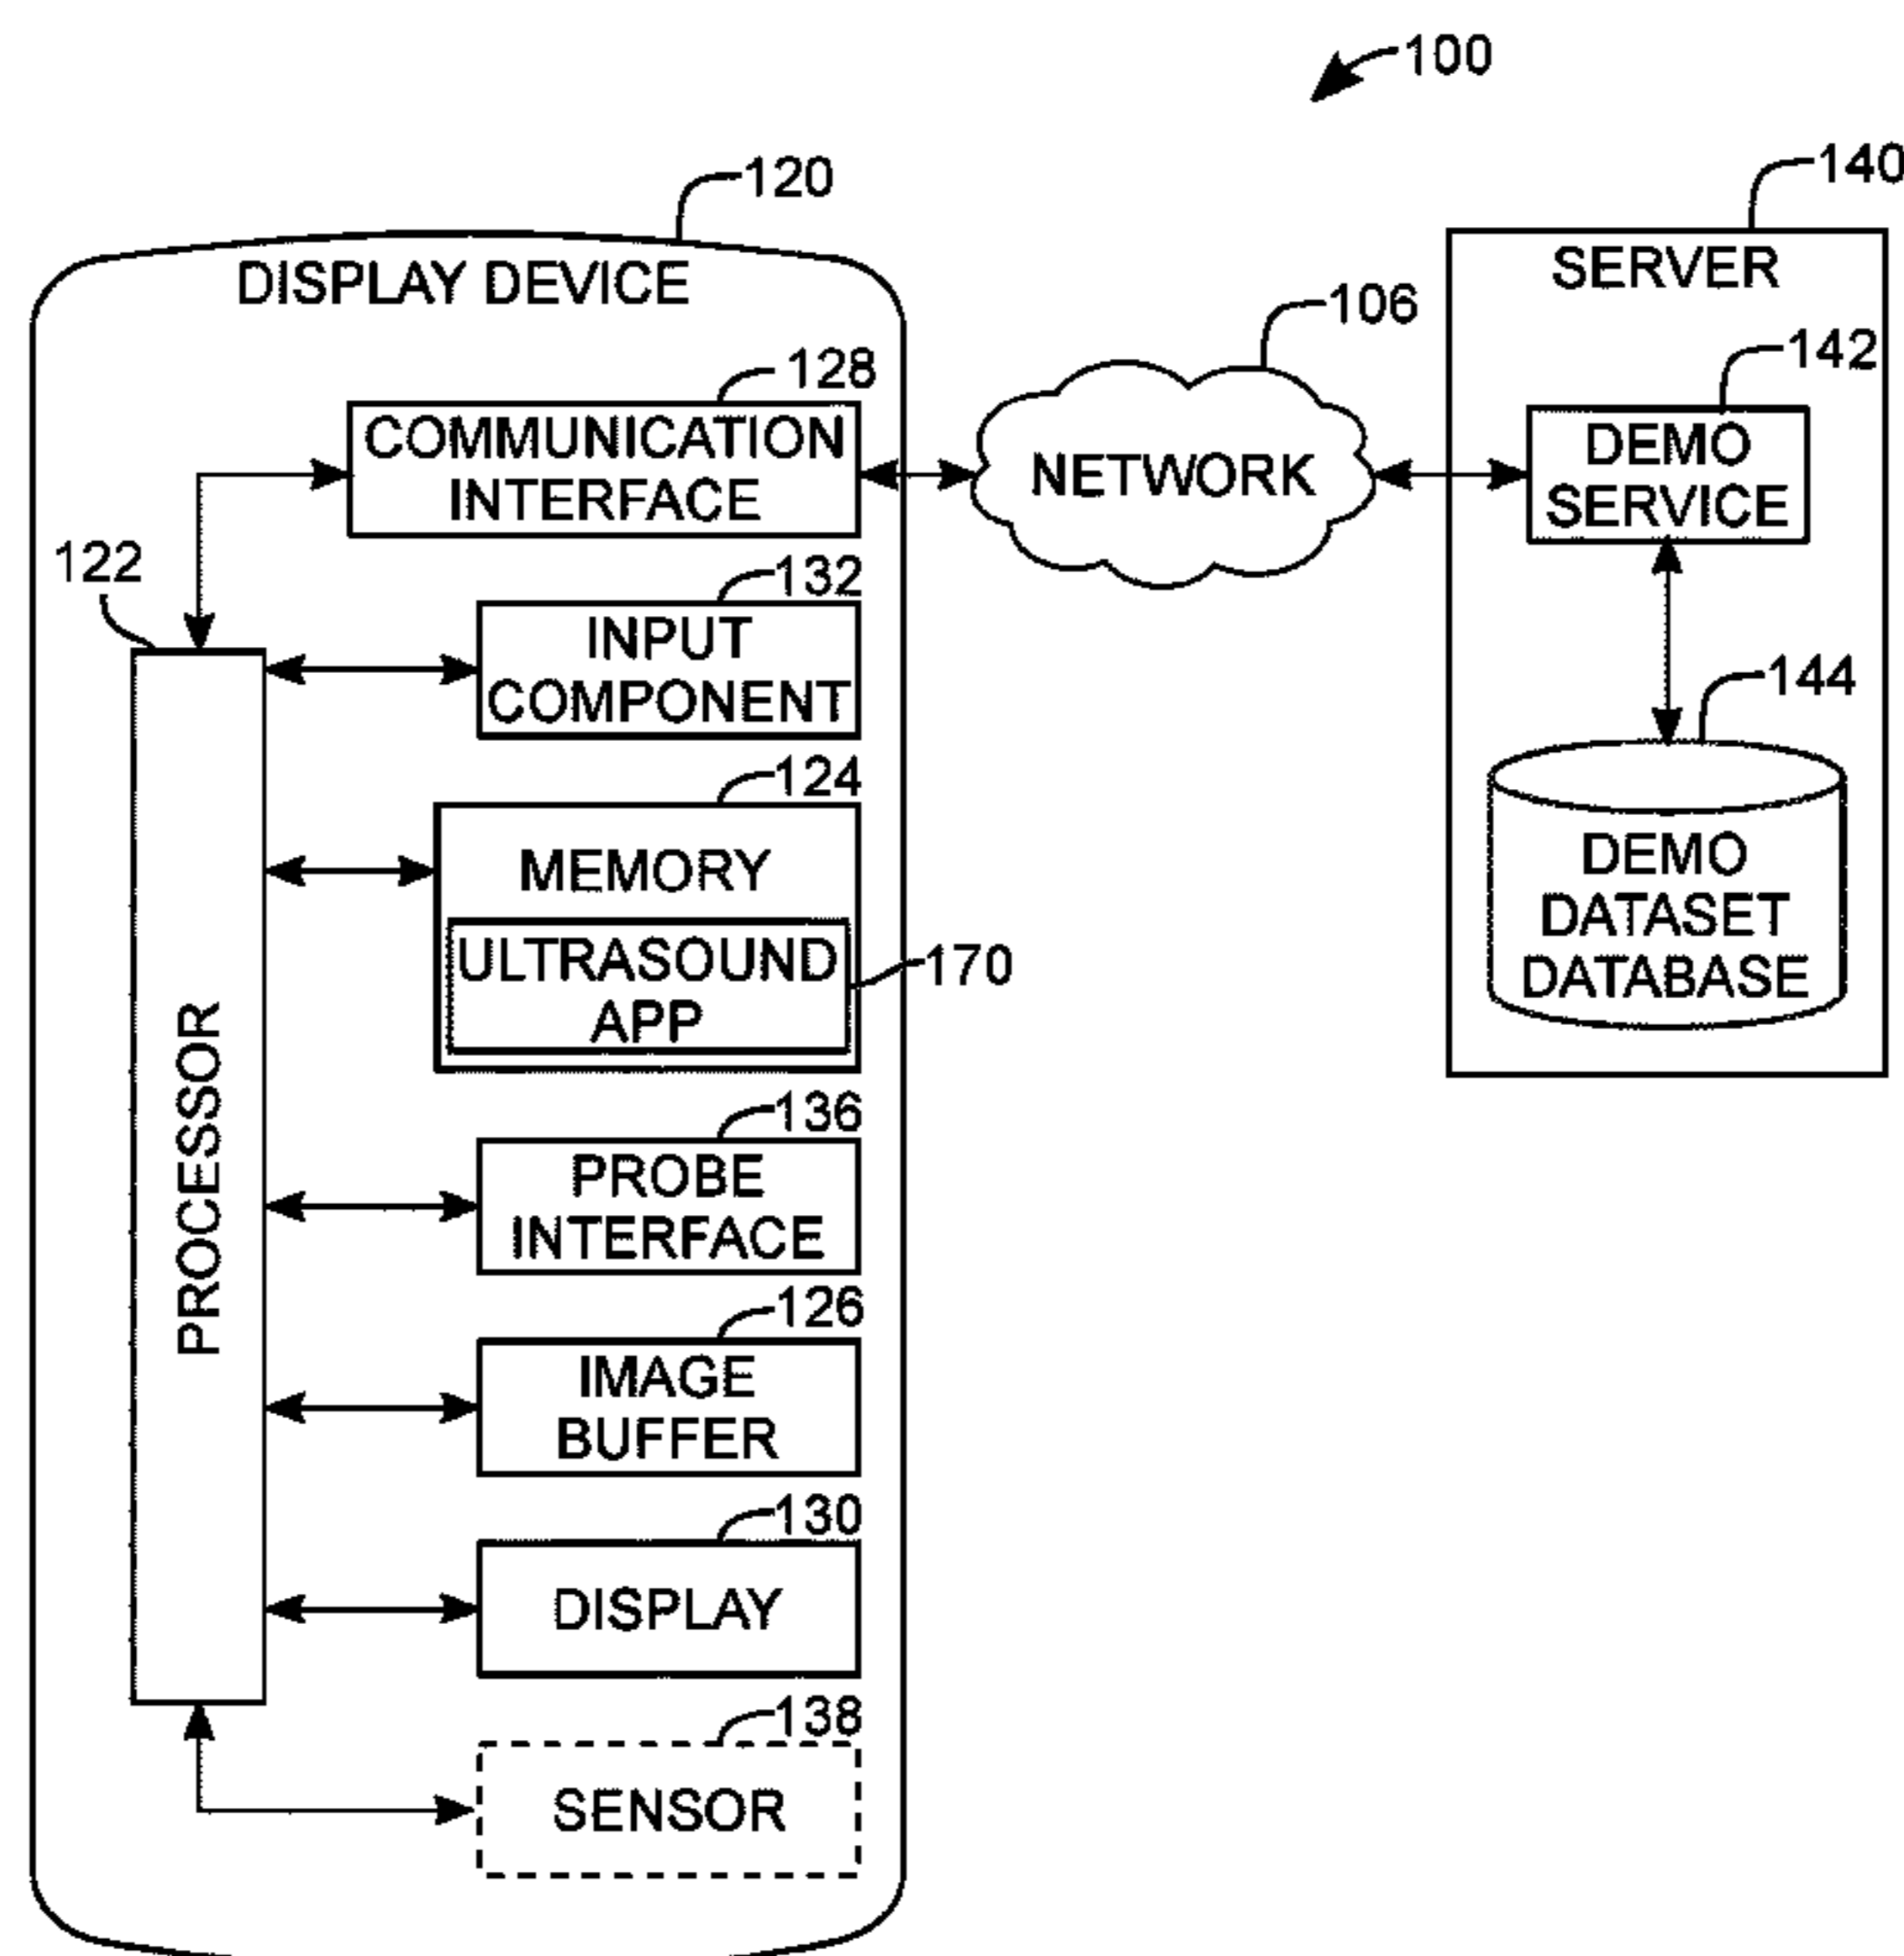 100
120
DISPLAY DEVICE
128
COMMUNICATION
INTERFACE
122
PROCESSOR
132
INPUT
COMPONENT
124
MEMORY
ULTRASOUND
APP
170
136
PROBE
INTERFACE
126
IMAGE
BUFFER
130
DISPLAY
138
SENSOR
106
NETWORK
140
SERVER
142
DEMO
SERVICE
144
DEMO
DATASET
DATABASE